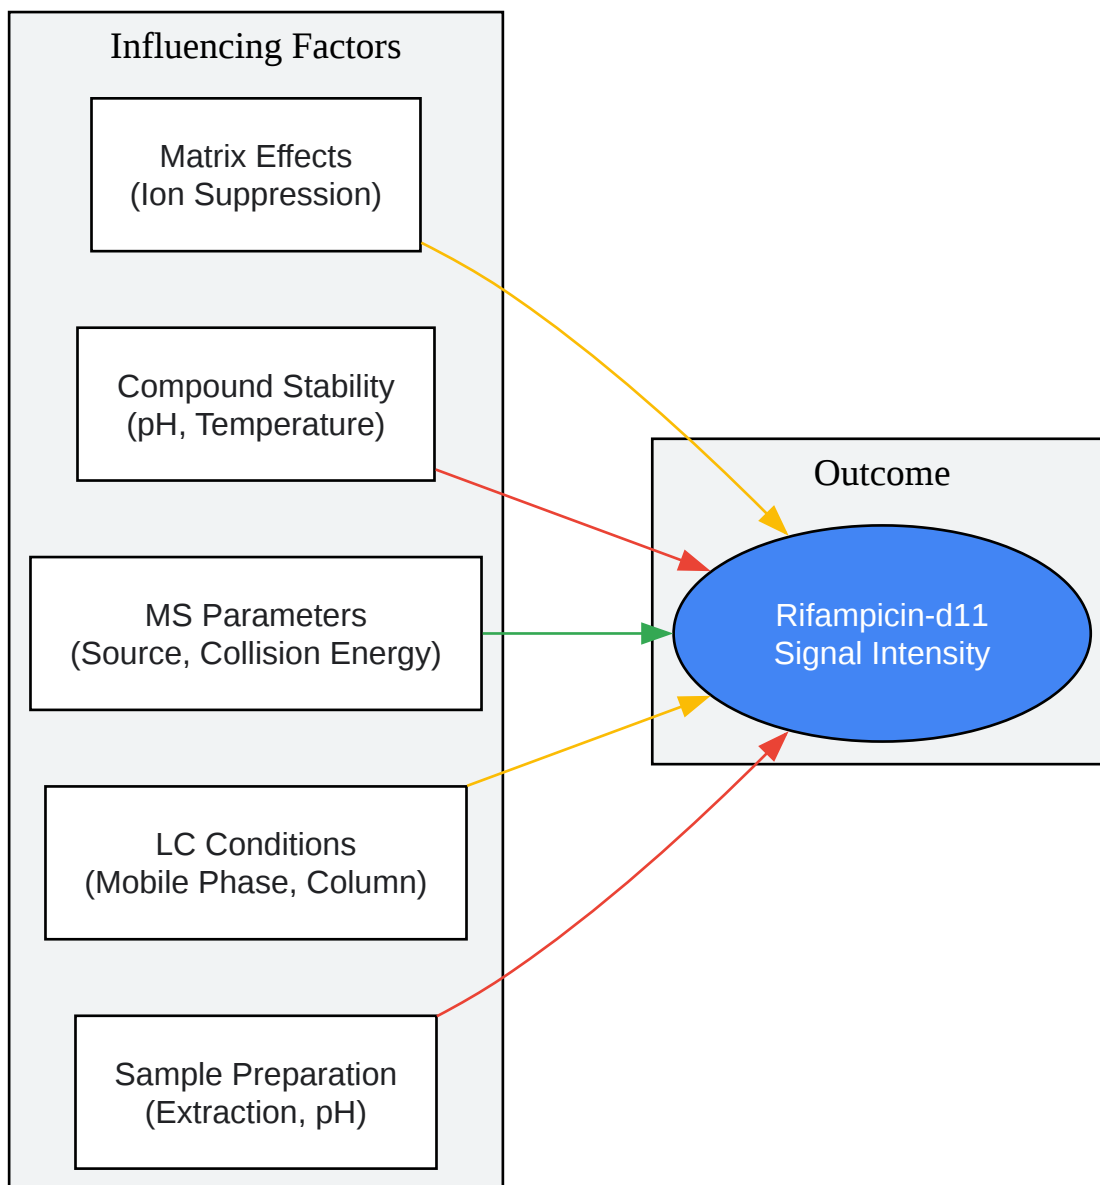 Influencing Factors
Matrix Effects
(Ion Suppression)
Compound Stability
(pH, Temperature)
MS Parameters
(Source, Collision Energy)
LC Conditions
(Mobile Phase, Column)
Sample Preparation
(Extraction, pH)
Outcome
Rifampicin-d11
Signal Intensity